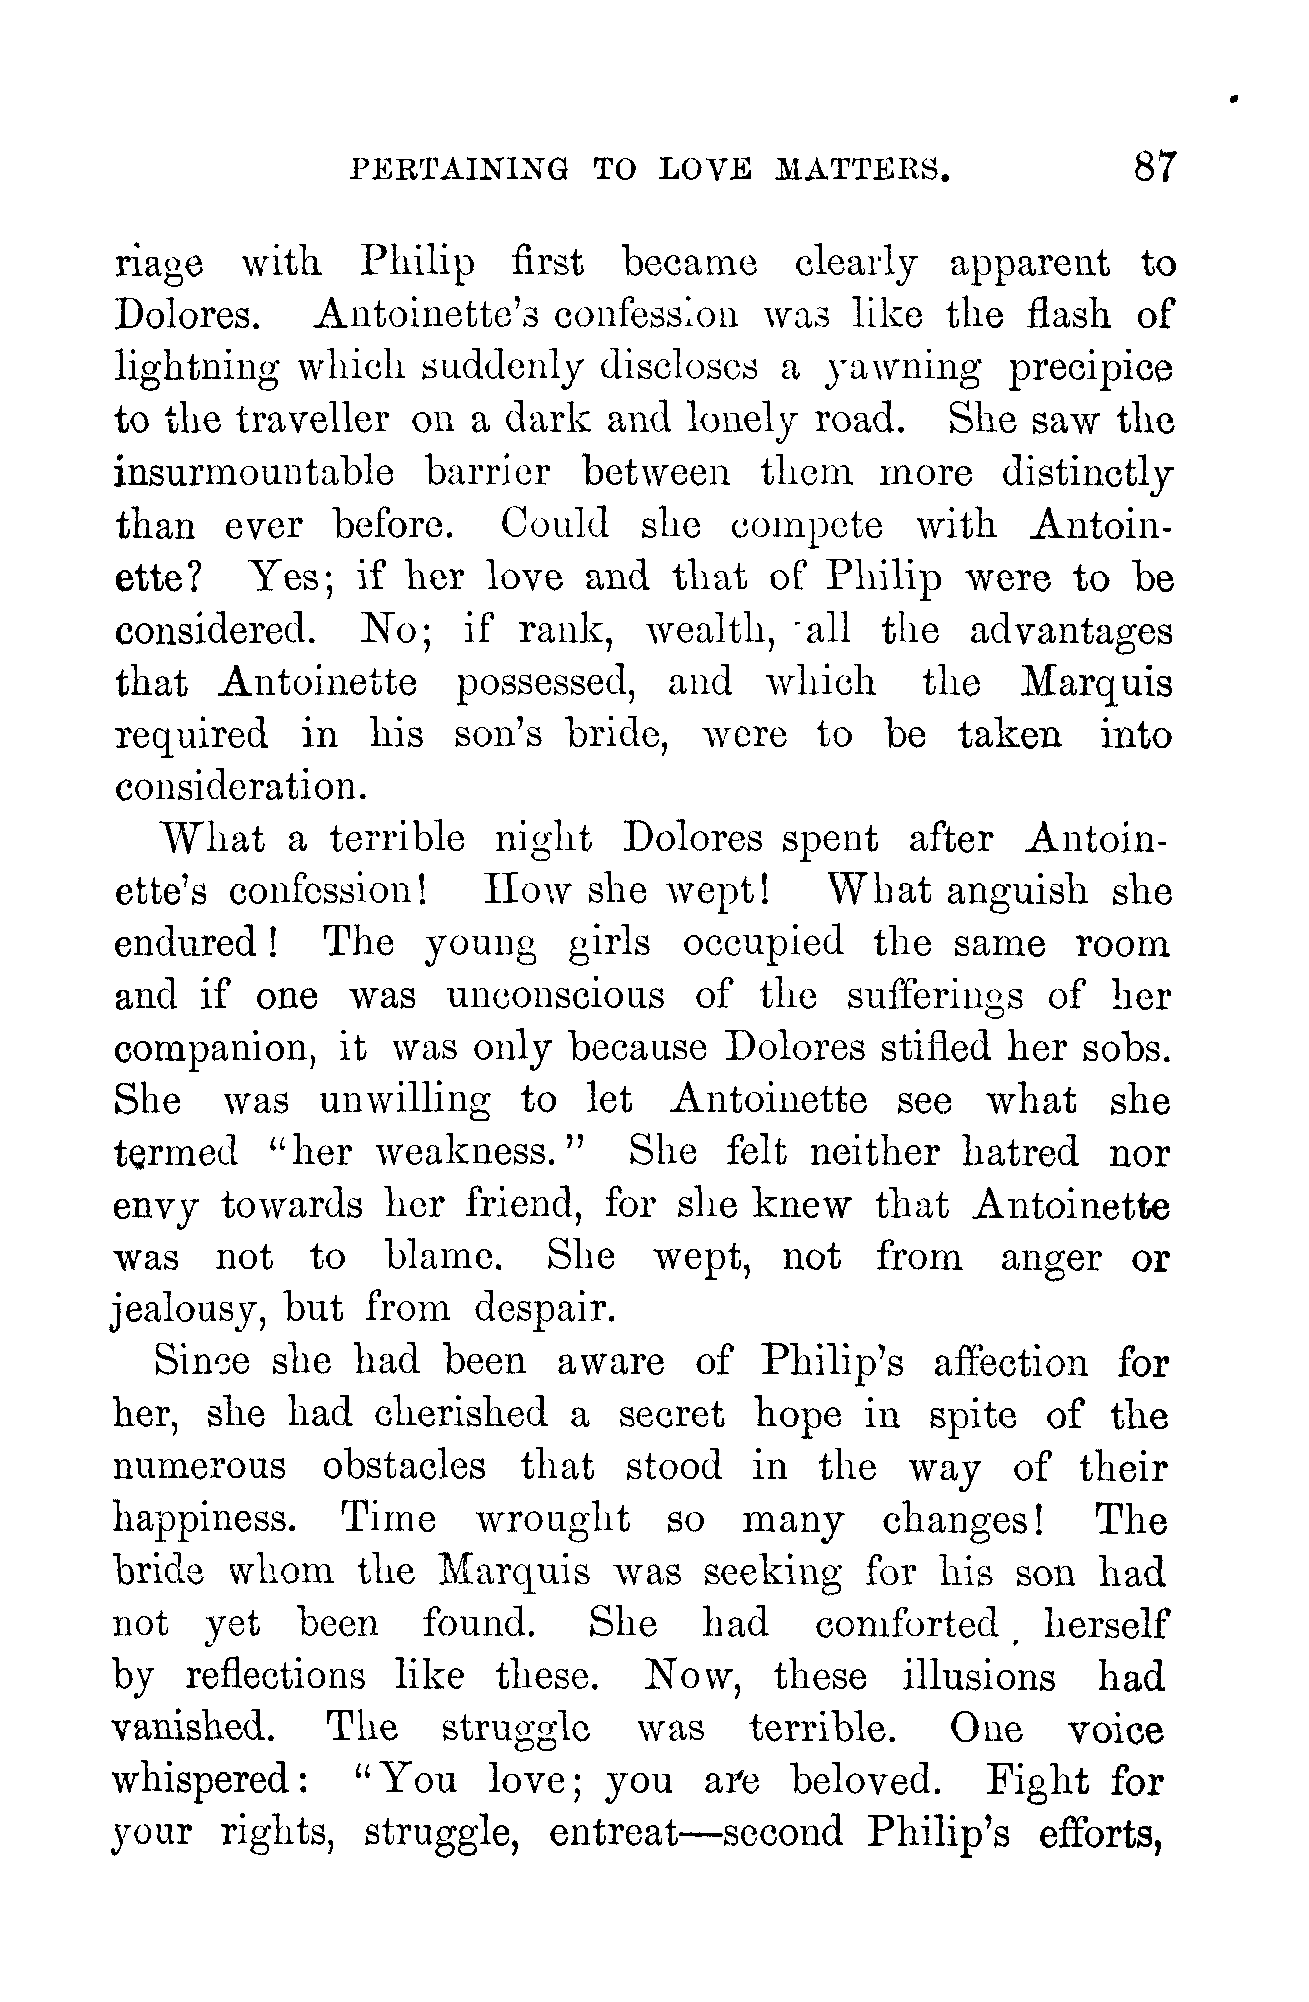 PERTAINING TO LOVE MATTERS. 87
riage with Philip first became clearly apparent to
Dolores. Antoinette's confession was like the flash of
lightning which suddenly discloses a yawning precipice
to the traveller on a dark and lonely road. She saw the
insurmountable barrier between them more distinctly
than ever before. Could she compete with Antoin-
ette? Yes; if her love and that of Philip were to be
considered. No; if rank, wealth, all the advantages
that Antoinette possessed, and which the Marquis
required in his son's bride, were to be taken into
consideration.
What a terrible night Dolores spent after Antoin-
ette's confession! How she wept! What anguish she
endured! The young girls occupied the same room
and if one was unconscious of the sufferings of her
companion, it was only because Dolores stifled her sobs.
She was unwilling to let Antoinette see what she
termed "her weakness." She felt neither hatred nor
envy towards her friend, for she knew that Antoinette
was not to blame. She wept, not from anger or
jealousy, but from despair.
Since she had been aware of Philip's affection for
her, she had cherished a secret hope in spite of the
numerous obstacles that stood in the way of their
happiness. Time wrought so many changes! The
bride whom the Marquis was seeking for his son had
not yet been found. She had comforted herself
by reflections like these. Now, these illusions had
vanished. The struggle was terrible. One voice
whispered: "You love; you are beloved. Fight for
your rights, struggle, entreat—second Philip's efforts,